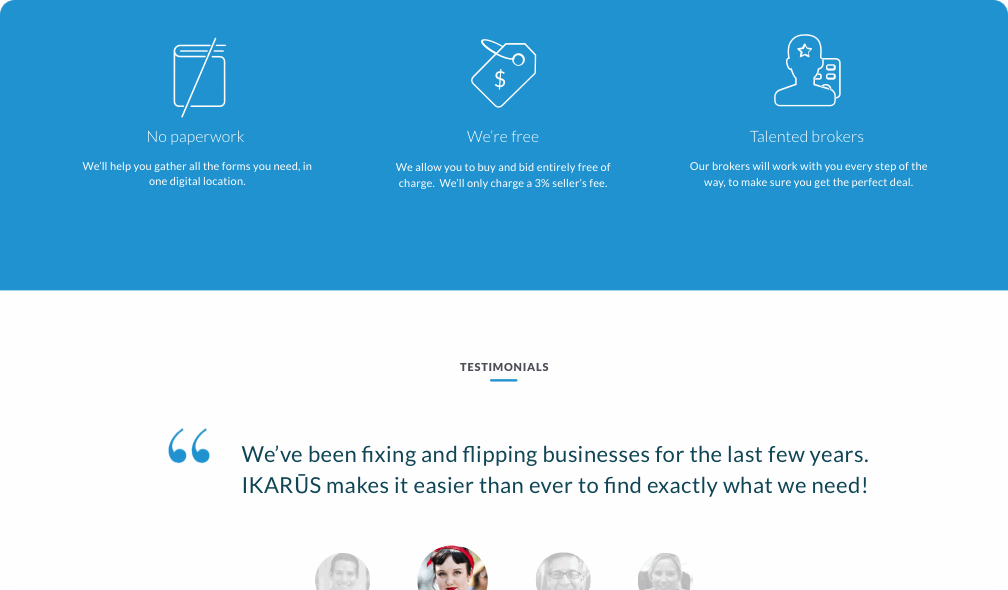 $
No paperwork
We'll help you gather all the forms you need, in
one digital location.
We're free
We allow you to buy and bid entirely free of
charge.  We'll only charge a 3% seller's fee.
Talented brokers
Our brokers will work with you every step of the
way, to make sure you get the perfect deal.
TESTIMONIALS
“
We've been fixing and flipping businesses for the last few years.
IKARŪS makes it easier than ever to find exactly what we need!